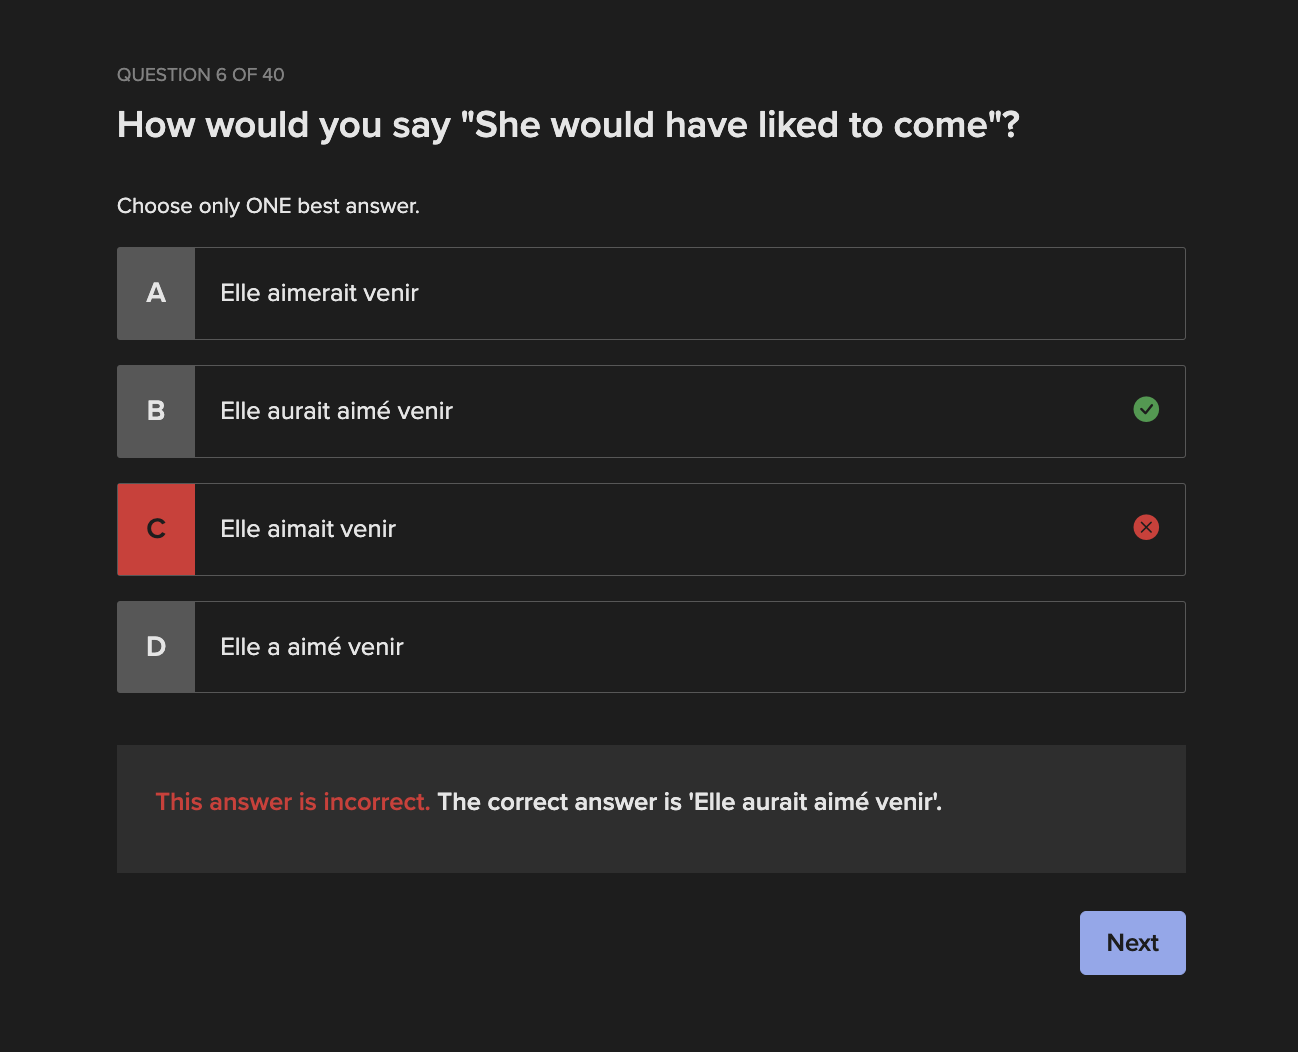 QUESTION 6 OF 40
How would you say "She would have liked to come"?
Choose only ONE best answer.
A Elle aimerait venir
B Elle aurait aimé venir
C Elle aimait venir
D Elle a aimé venir
This answer is incorrect. The correct answer is 'Elle aurait aimé venir'.
Next